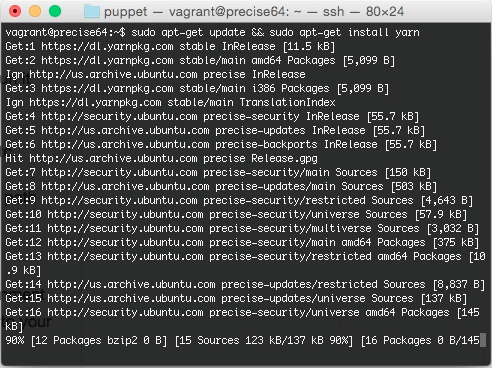 puppet — vagrant@precise64: ~ — ssh — 80×24
vagrant@precise64:~$ sudo apt-get update && sudo apt-get install yarn
Get:1 https://dl.yarnpkg.com stable InRelease [11.5 kB]
Get:2 https://dl.yarnpkg.com stable/main amd64 Packages [5,099 B]
Ign http://us.archive.ubuntu.com precise InRelease
Get:3 https://dl.yarnpkg.com stable/main i386 Packages [5,099 B]
Ign https://dl.yarnpkg.com stable/main TranslationIndex
Get:4 http://security.ubuntu.com precise-security InRelease [55.7 kB]
Get:5 http://us.archive.ubuntu.com precise-updates InRelease [55.7 kB]
Get:6 http://us.archive.ubuntu.com precise-backports InRelease [55.7 kB]
Hit http://us.archive.ubuntu.com precise Release.gpg
Get:7 http://security.ubuntu.com precise-security/main Sources [150 kB]
Get:8 http://us.archive.ubuntu.com precise-updates/main Sources [503 kB]
Get:9 http://security.ubuntu.com precise-security/restricted Sources [4,643 B]
Get:10 http://security.ubuntu.com precise-security/universe Sources [57.9 kB]
Get:11 http://security.ubuntu.com precise-security/multiverse Sources [3,032 B]
Get:12 http://security.ubuntu.com precise-security/main amd64 Packages [375 kB]
Get:13 http://security.ubuntu.com precise-security/restricted amd64 Packages [10
.9 kB]
Get:14 http://us.archive.ubuntu.com precise-updates/restricted Sources [8,837 B]
Get:15 http://us.archive.ubuntu.com precise-updates/universe Sources [137 kB]
Get:16 http://security.ubuntu.com precise-security/universe amd64 Packages [145
kB]
90% [12 Packages bzip2 0 B] [15 Sources 123 kB/137 kB 90%] [16 Packages 0 B/145